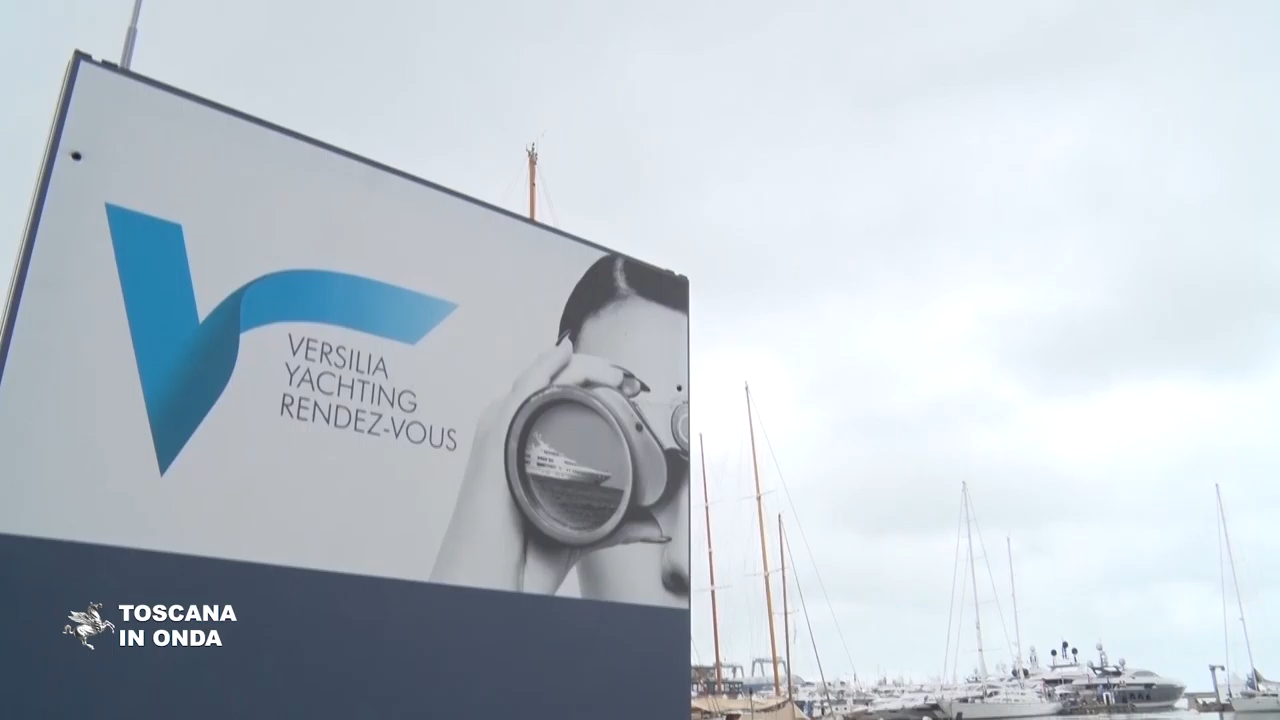 VERSILIA
YACHTING
RENDEZ-VOUS
TOSCANA
IN ONDA